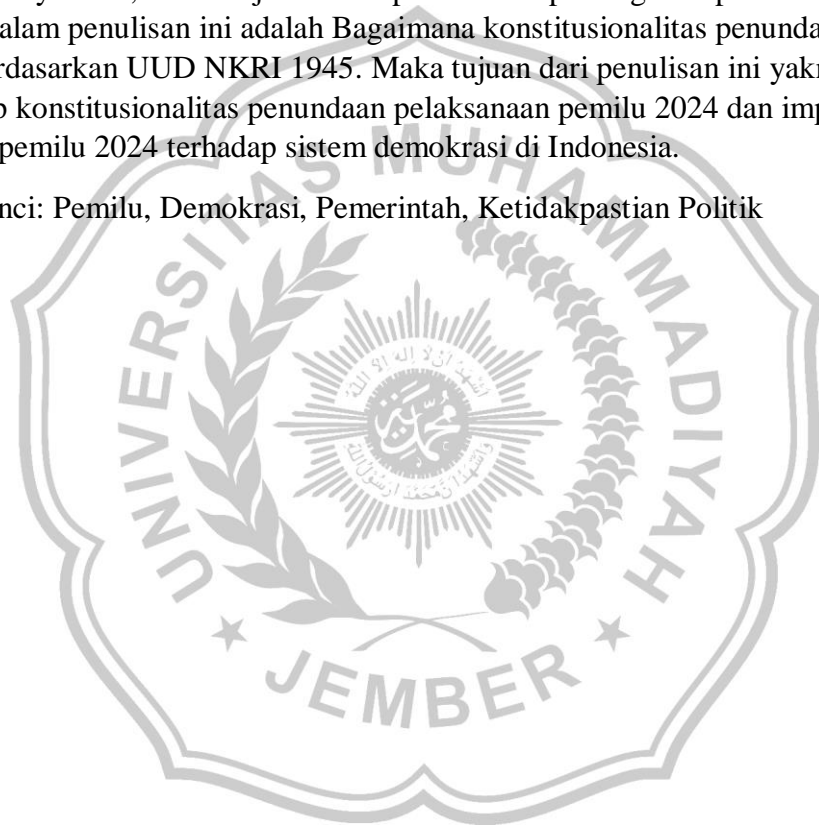 dalam penulisan ini adalah Bagaimana konstitusionalitas penunda
rdasarkan UUD NKRI 1945. Maka tujuan dari penulisan ini yakn
p konstitusionalitas penundaan pelaksanaan pemilu 2024 dan imp
pemilu 2024 terhadap sistem demokrasi di Indonesia.
nci: Pemilu, Demokrasi, Pemerintah, Ketidakpastian Politik
UNIVERSITAS MUHAMMADIYAH
JEMBER